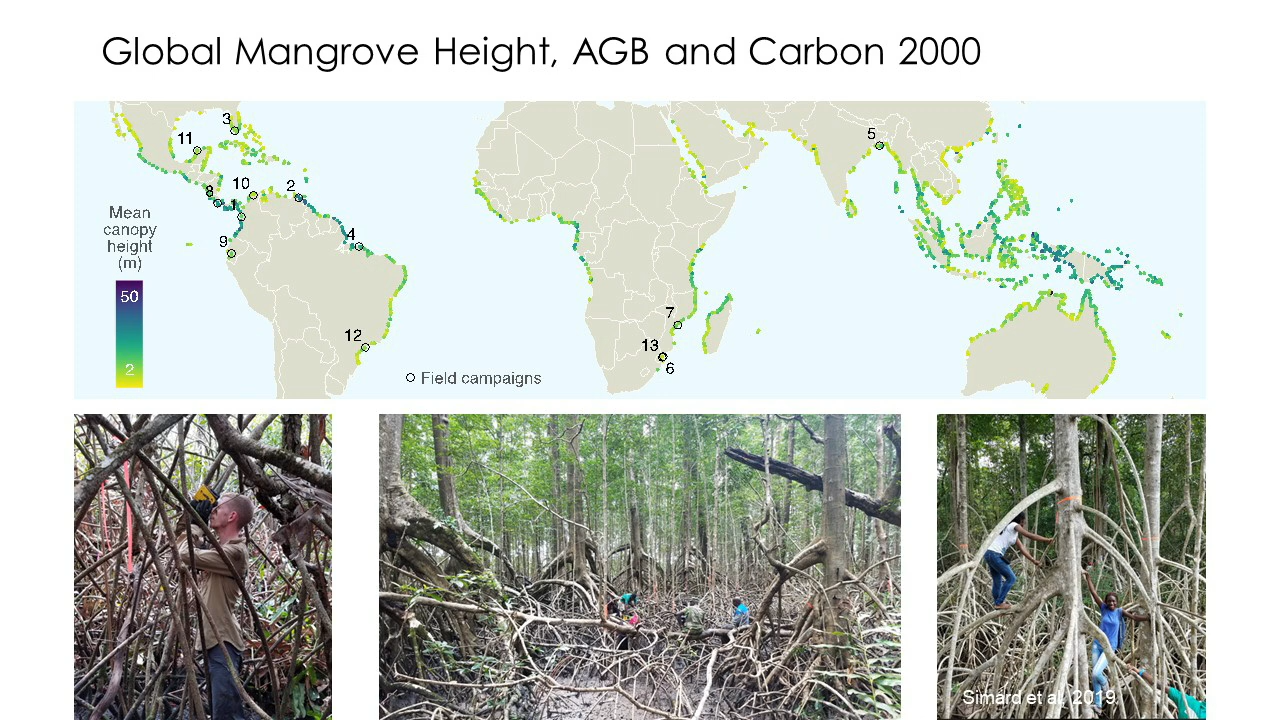 Global Mangrove Height, AGB and Carbon 2000
3
11
5
8
10
2
1
4
9
Mean
canopy
height
(m)
50
2
7
12
13
6
Field campaigns
Simard et al. 2019.